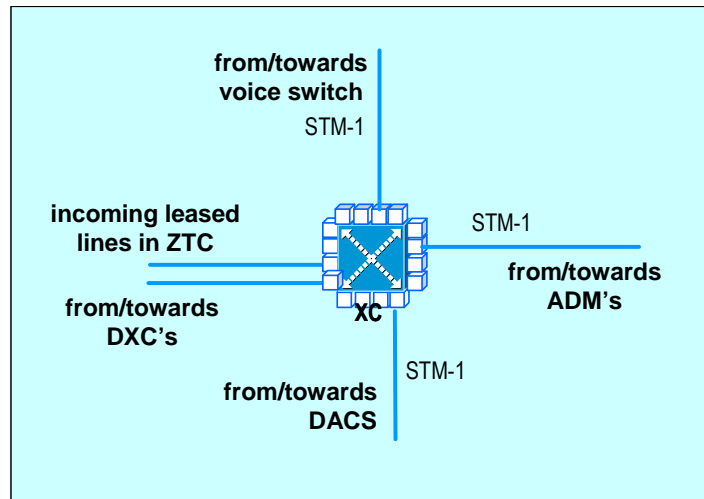 from/towards
voice switch
STM-1
incoming leased
lines in ZTC
STM-1
from/towards
ADM's
from/towards
DXC's
XC
STM-1
from/towards
DACS